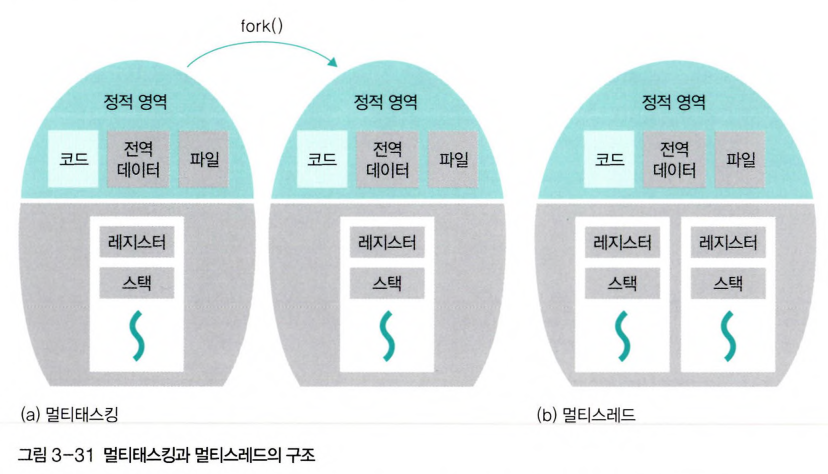 fork()
정적 영역
코드
전역
데이터
파일
레지스터
스택
정적 영역
코드
전역
데이터
파일
레지스터
스택
(a) 멀티태스킹
정적 영역
코드
전역
데이터
파일
레지스터
레지스터
스택
스택
(b) 멀티스레드
그림 3-31 멀티태스킹과 멀티스레드의 구조